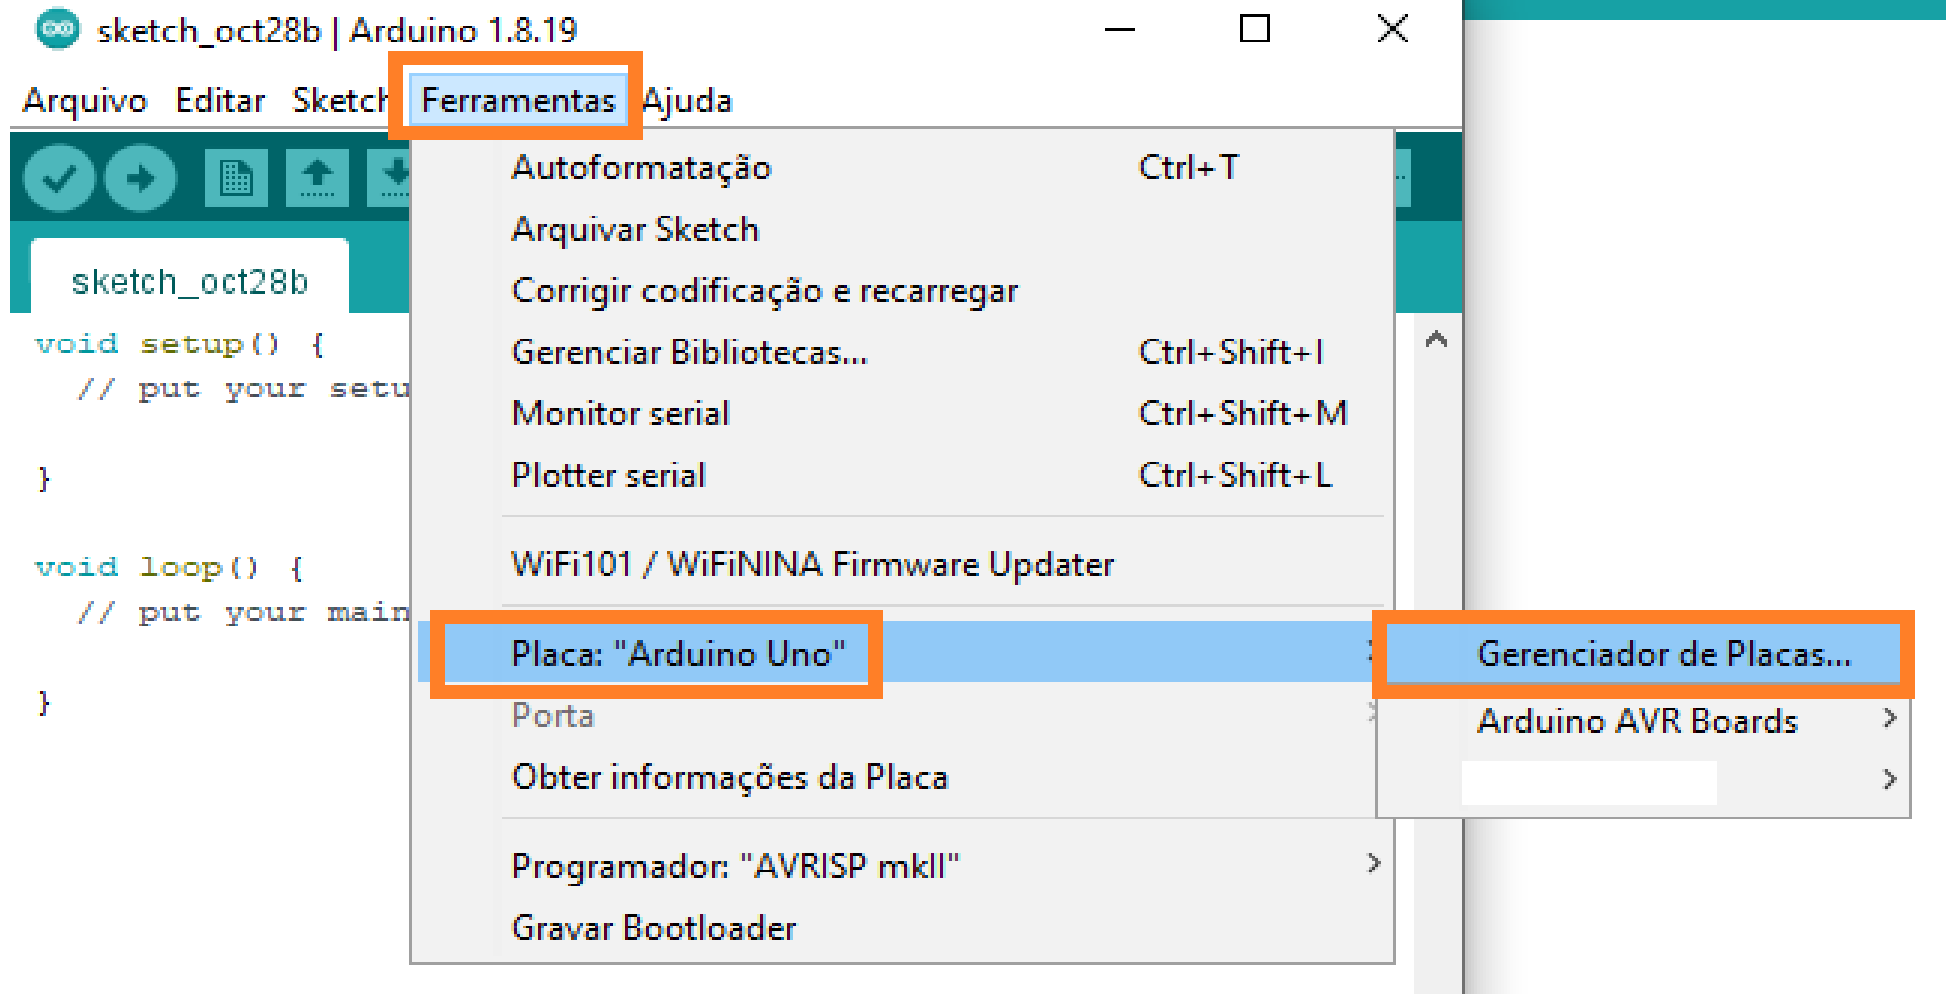 sketch_oct28b | Arduino 1.8.19
Arquivo Editar Sketch Ferramentas Ajuda
Autoformatação Ctrl+T
Arquivar Sketch
Corrigir codificação e recarregar
Gerenciar Bibliotecas... Ctrl+Shift+I
Monitor serial Ctrl+Shift+M
Plotter serial Ctrl+Shift+L
WiFi101 / WiFiNINA Firmware Updater
Placa: "Arduino Uno"
Porta
Obter informações da Placa
Programador: "AVRISP mkII"
Gravar Bootloader
Gerenciador de Placas...
Arduino AVR Boards
sketch_oct28b
void setup() {
// put your setu
}
void loop() {
// put your main
}